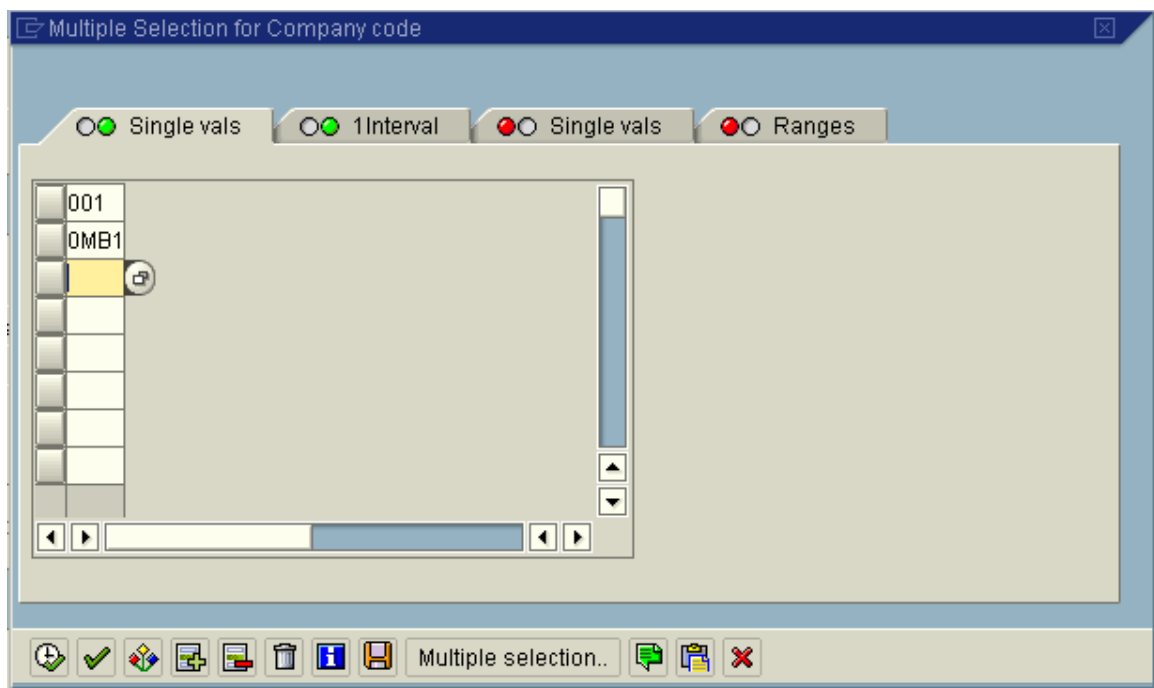 Multiple Selection for Company code
Single vals 1Interval Single vals Ranges
001
0MB1
Multiple selection..